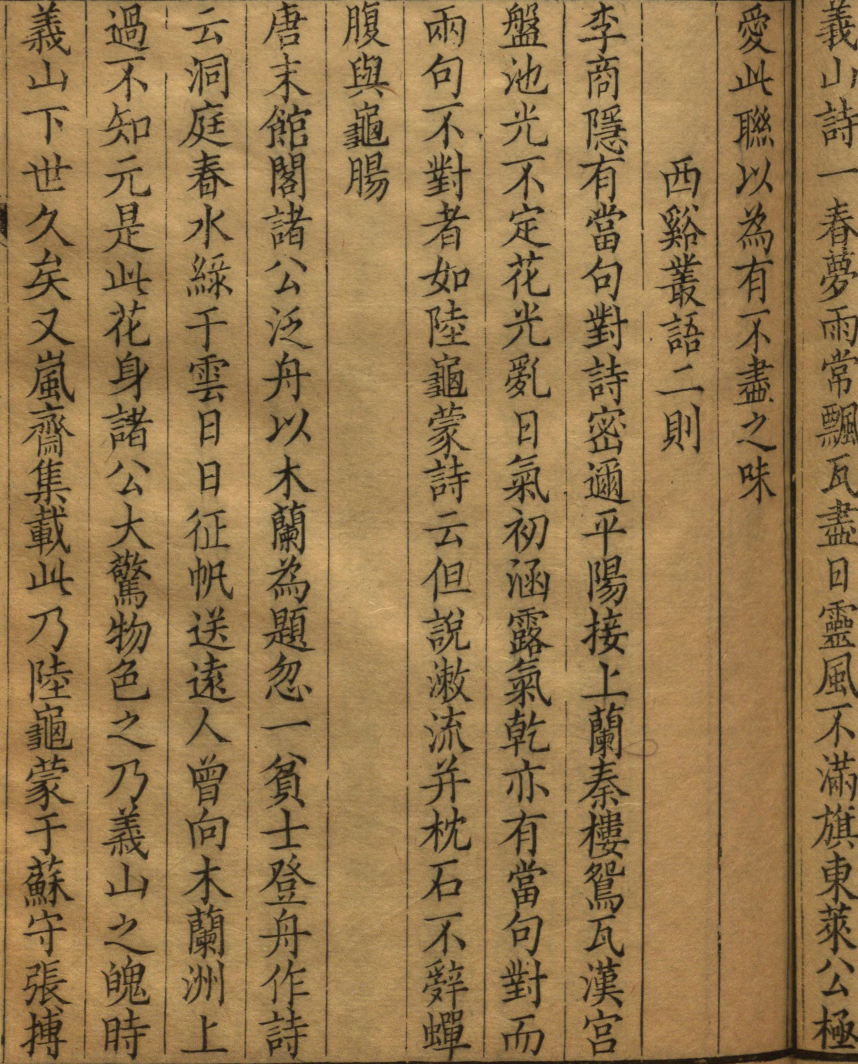 義山詩一春夢雨常飄瓦盡日靈風不滿旗東萊公極
愛此聯以為有不盡之味
西谿叢語二則
李商隱有當句對詩密邇平陽接上蘭秦樓鴛瓦漢宮
盤池光不定花光亂日氣初涵露氣乾亦有當句對而
兩句不對者如陸龜蒙詩云但說潄流并枕石不辤蟬
腹與龜腸
唐末館閣諸公泛舟以木蘭為題忽一貧士登舟作詩
云洞庭春水綠于雲日日征帆送遠人曾向木蘭洲上
過不知元是此花身諸公大驚物色之乃義山之魄時
義山下世久矣又嵐齋集載此乃陸龜蒙于蘇守張搏